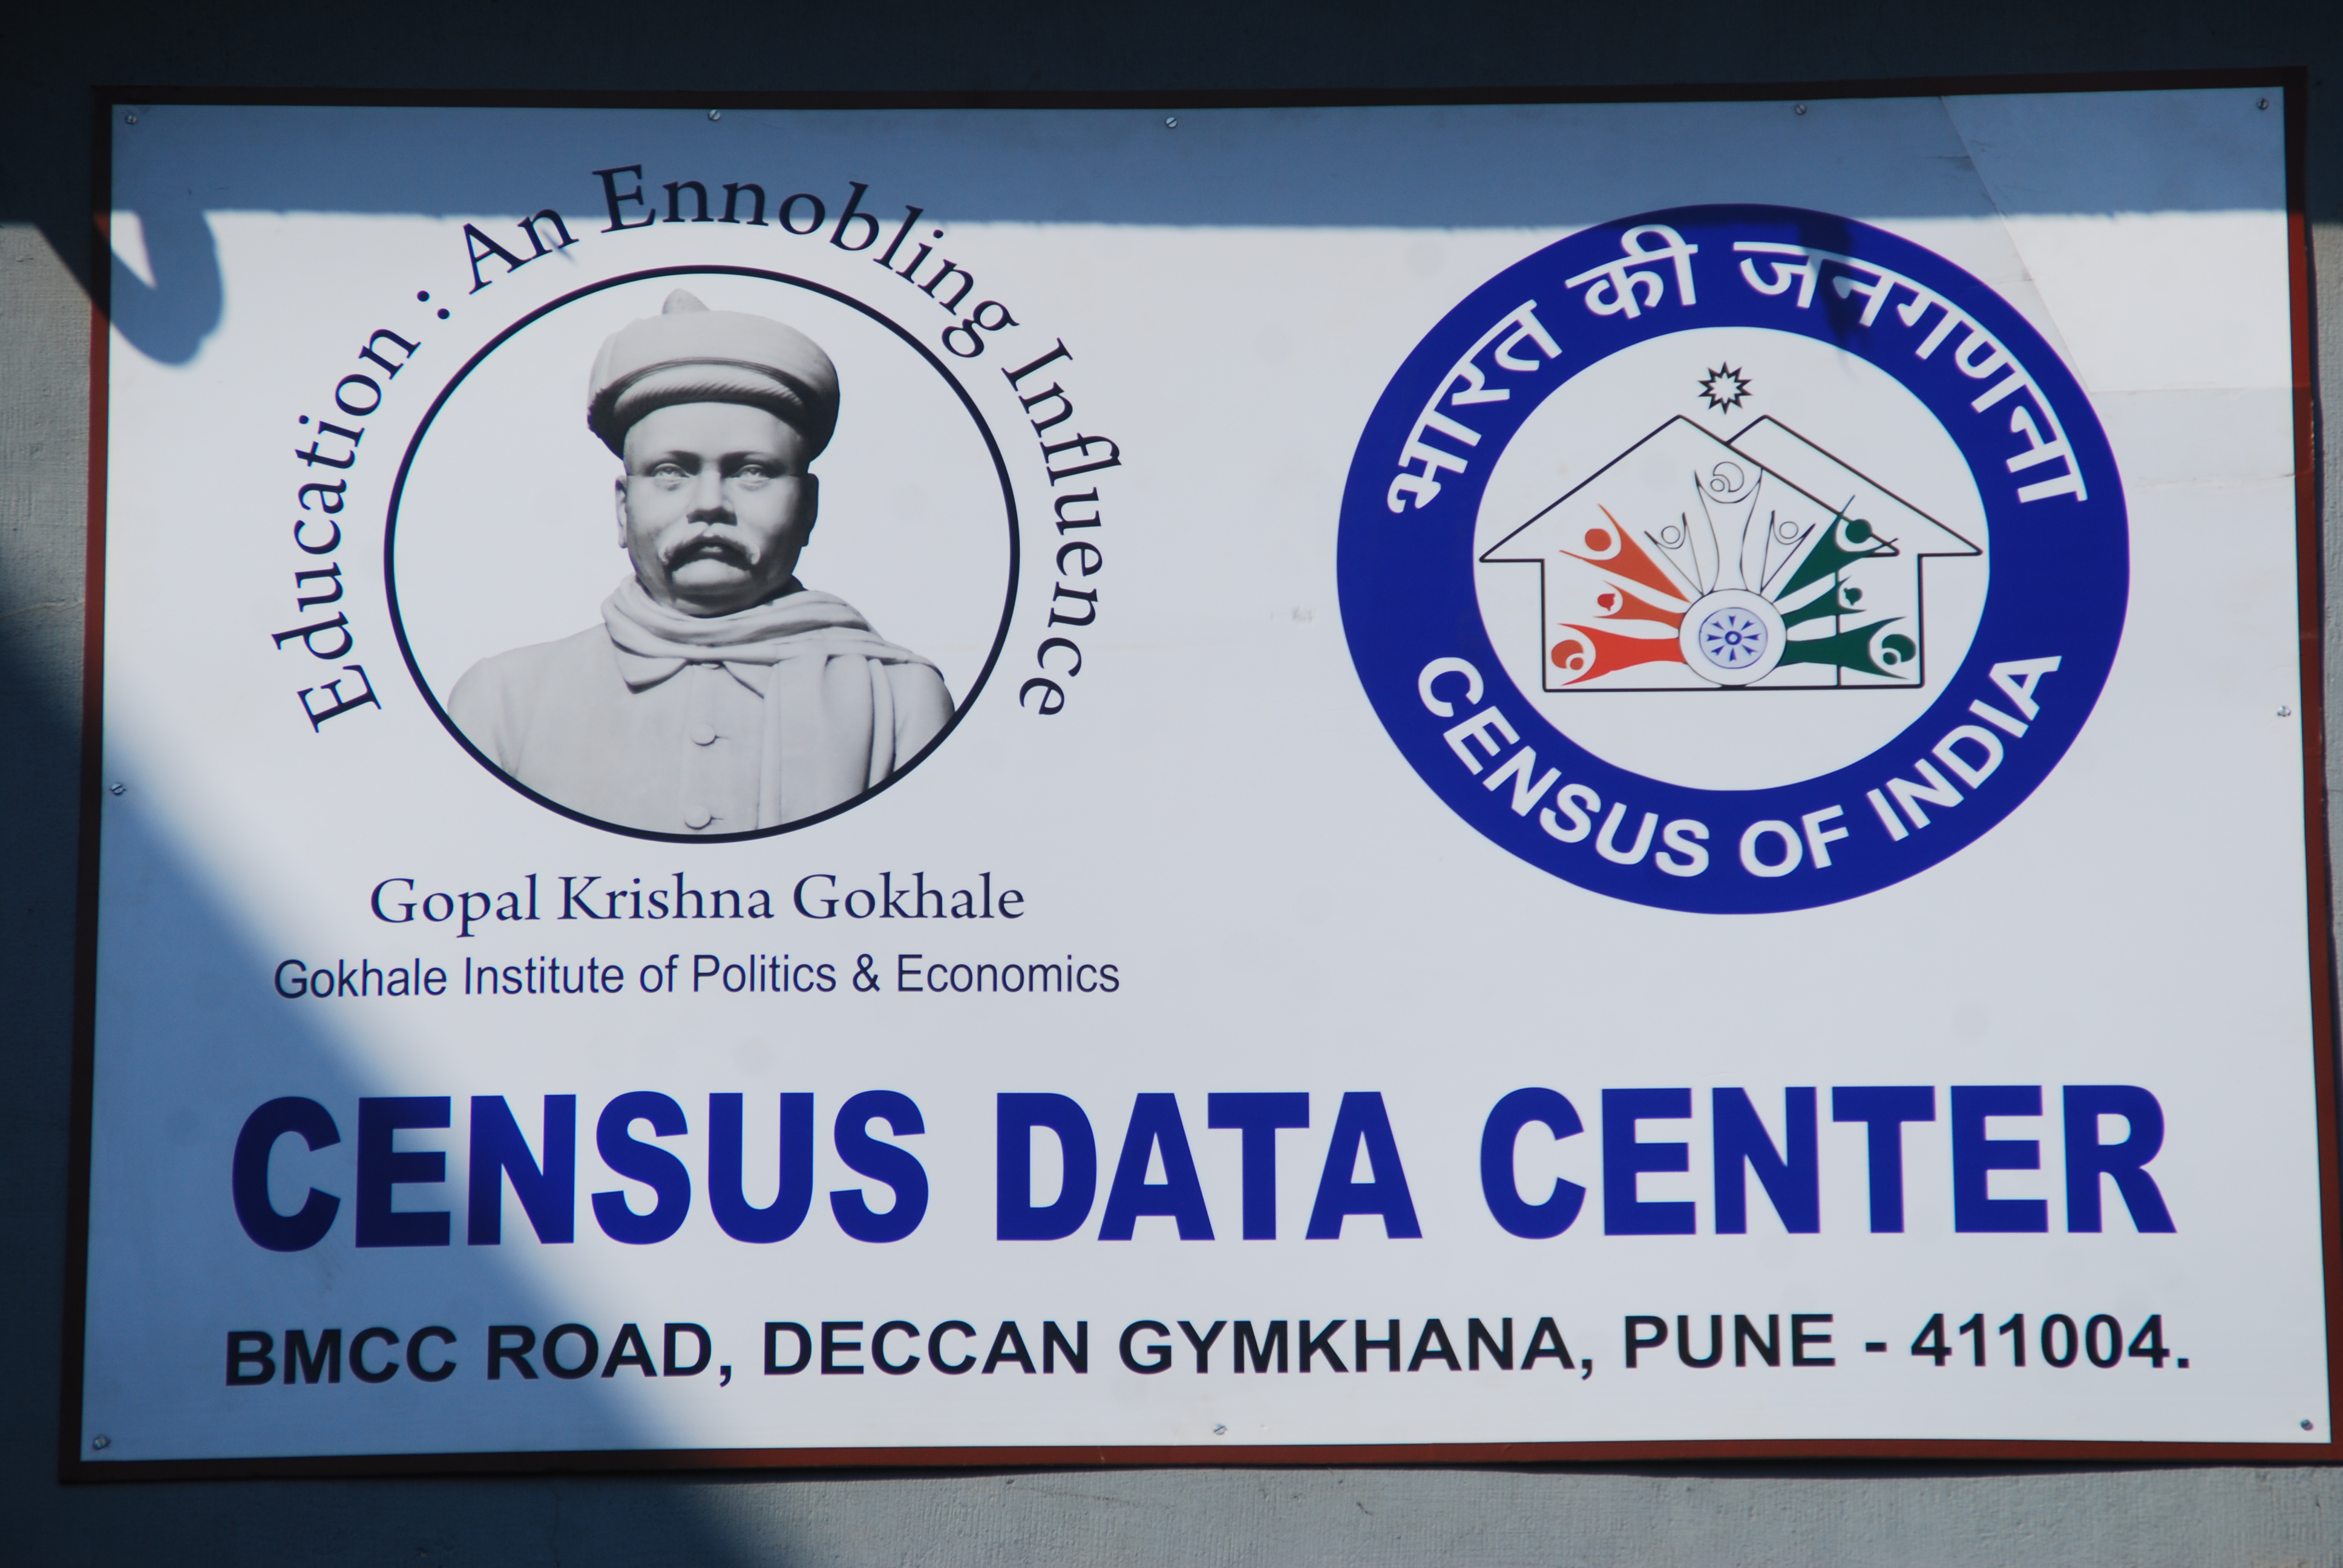 Education : An Ennobling Influence
Gopal Krishna Gokhale
Gokhale Institute of Politics & Economics
भारत की जनगणना
CENSUS OF INDIA
CENSUS DATA CENTER
BMCC ROAD, DECCAN GYMKHANA, PUNE - 411004.